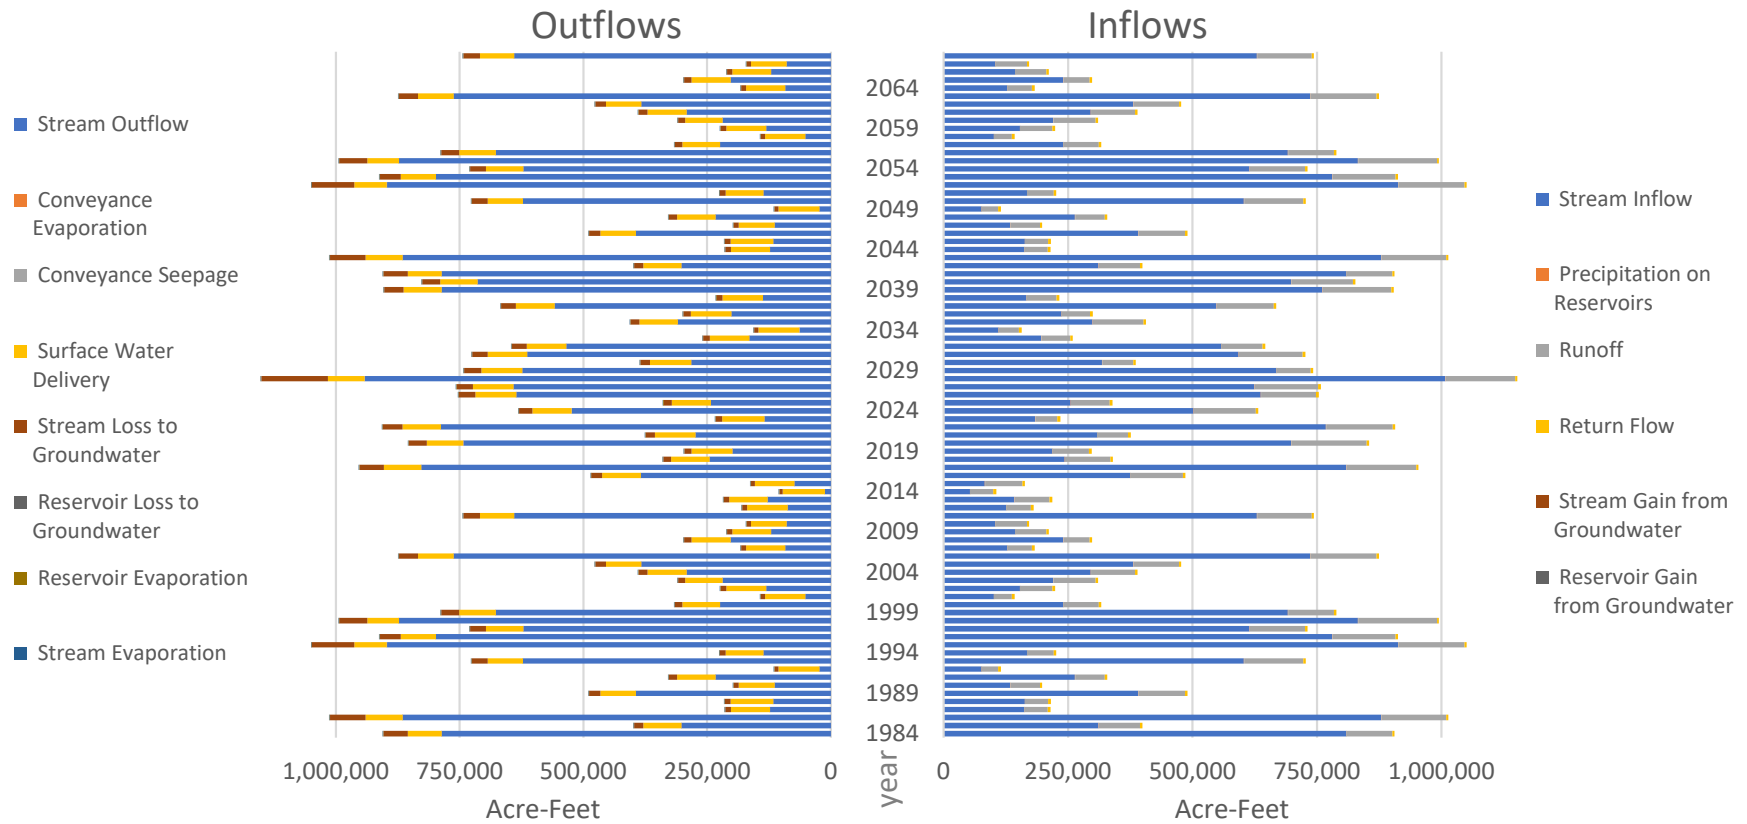 Outflows
Inflows
Stream Outflow
Conveyance
Evaporation
Conveyance Seepage
Surface Water
Delivery
Stream Loss to
Groundwater
Reservoir Loss to
Groundwater
Reservoir Evaporation
Stream Evaporation
2064
2059
2054
2049
2044
2039
2034
2029
2024
2019
2014
2009
2004
1999
1994
1989
1984
year
Stream Inflow
Precipitation on
Reservoirs
Runoff
Return Flow
Stream Gain from
Groundwater
Reservoir Gain
from Groundwater
1,000,000 750,000 500,000 250,000 0
0 250,000 500,000 750,000 1,000,000
Acre-Feet
Acre-Feet